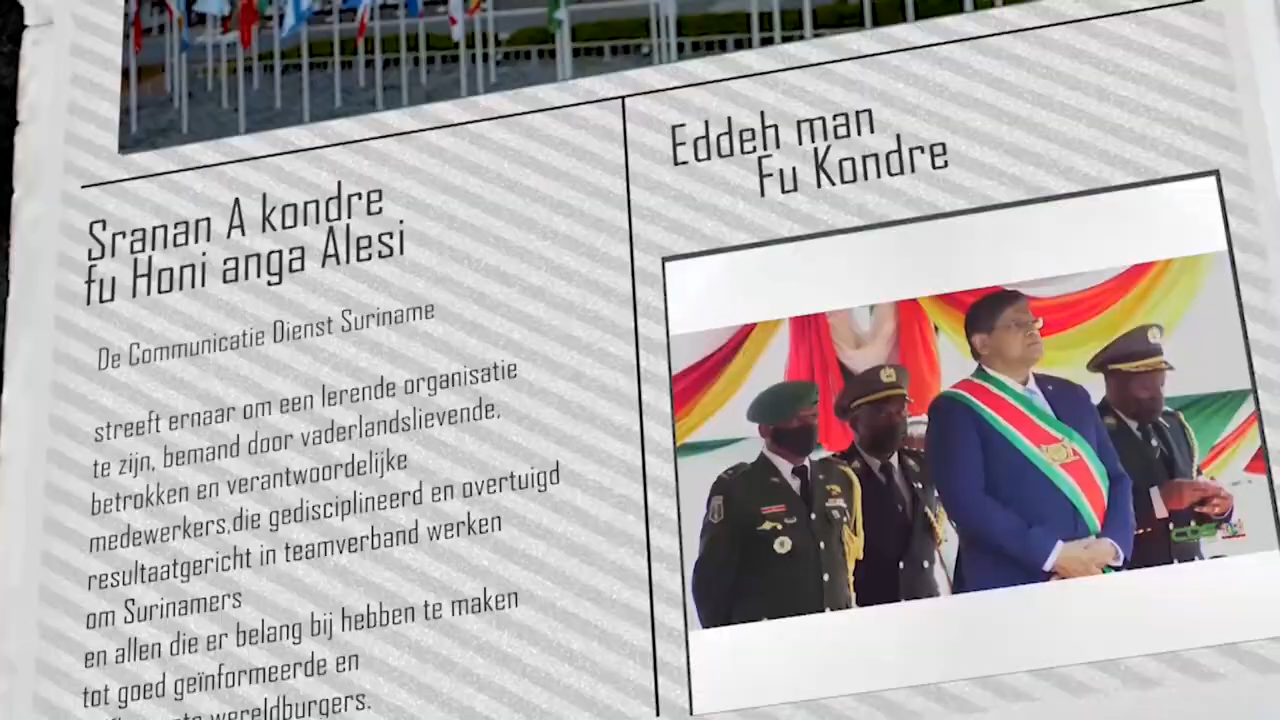 Sranan A kondre
fu Honi anga Alesi
De Communicatie Dienst Suriname
streeft ernaar om een lerende organisatie
te zijn, bemand door vaderlandslievende,
betrokken en verantwoordelijke
medewerkers,die gedisciplineerd en overtuigd
resultaatgericht in teamverband werken
om Surinamers
en allen die er belang bij hebben te maken
tot goed geïnformeerde en
wereldburgers.
Eddeh man
Fu Kondre
CDS